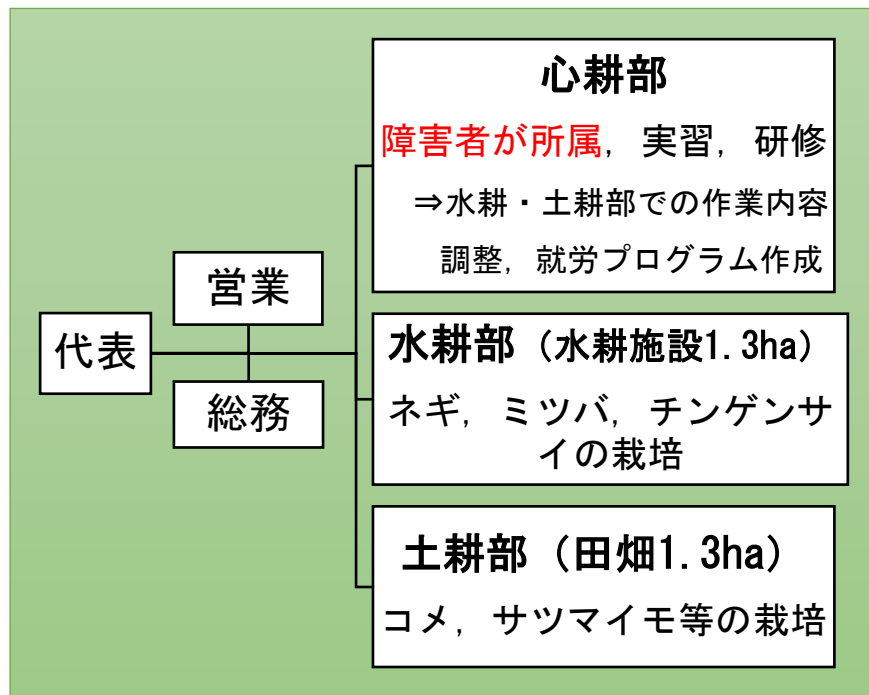 代表
営業
総務
心耕部
障害者が所属，実習，研修
⇒水耕・土耕部での作業内容
調整，就労プログラム作成
水耕部（水耕施設1.3ha）
ネギ，ミツバ，チンゲンサ
イの栽培
土耕部（田畑1.3ha）
コメ，サツマイモ等の栽培